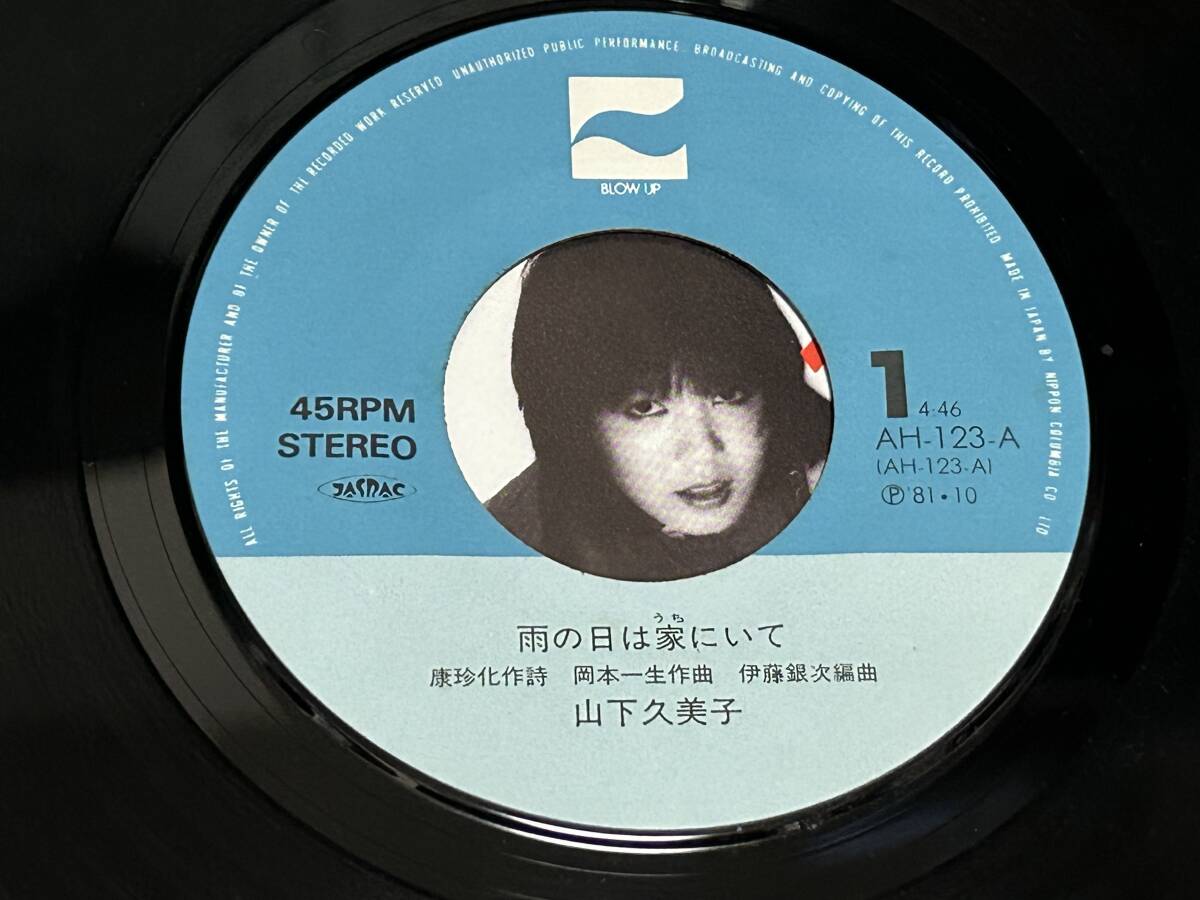 ALL RIGHTS OF THE MANUFACTURER AND OF THE OWNER OF THE RECORDED WORK RESERVED UNAUTHORIZED PUBLIC PERFORMANCE BROADCASTING AND COPYING OF THIS RECORD PROHIBITED MADE IN JAPAN BY NIPPON COLUMBIA CO LTD
BLOW UP
45RPM
STEREO
JASRAC
1 4:46
AH-123-A
(AH-123-A)
Ⓟ'81・10
うち
雨の日は家にいて
康珍化作詩 岡本一生作曲 伊藤銀次編曲
山下久美子